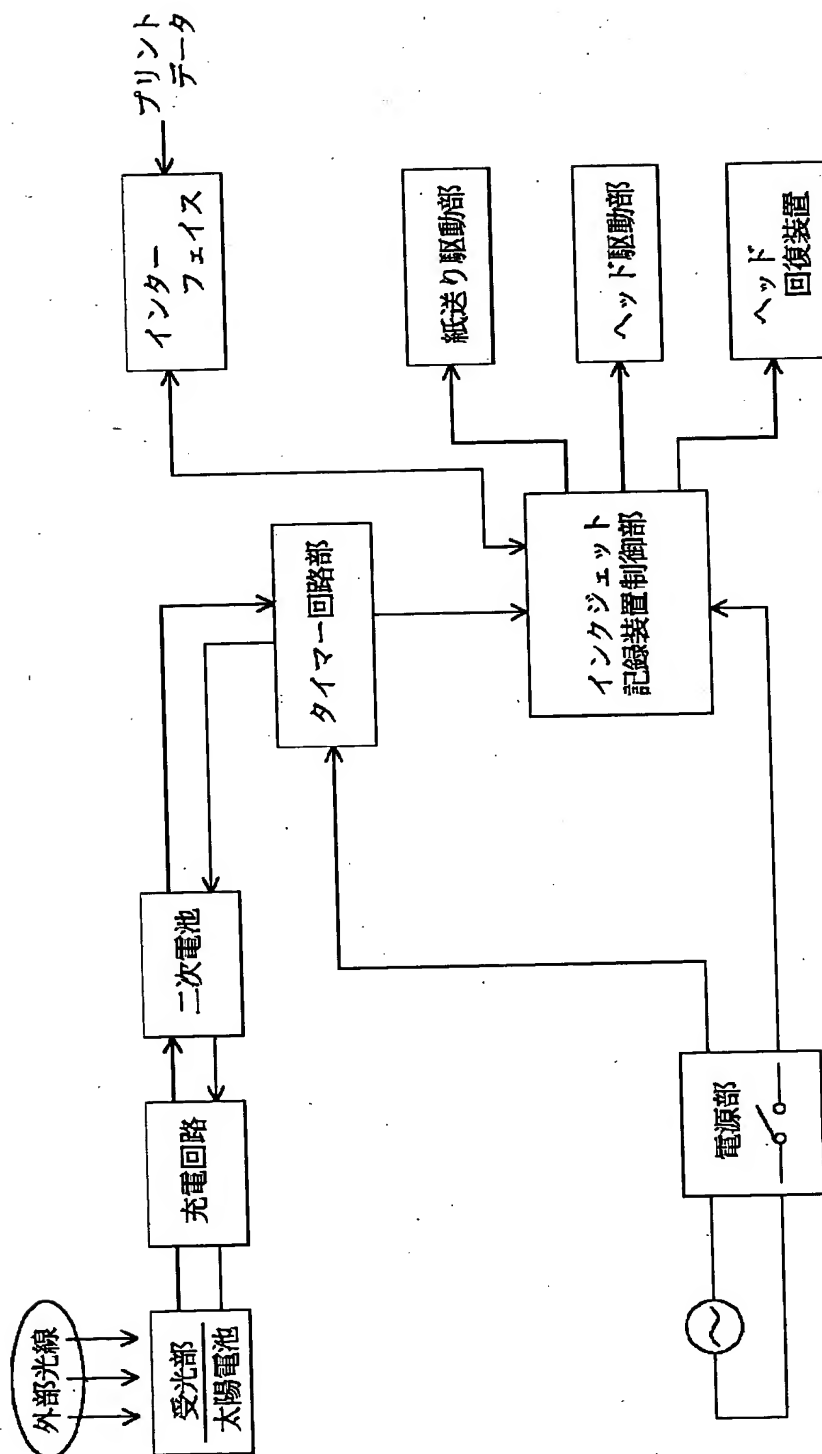 外部光線
受光部
太陽電池
充電回路
二次電池
タイマー回路部
インター
フェイス
プリント
データ
電源部
インクジェット
記録装置制御部
紙送り駆動部
ヘッド駆動部
ヘッド
回復装置